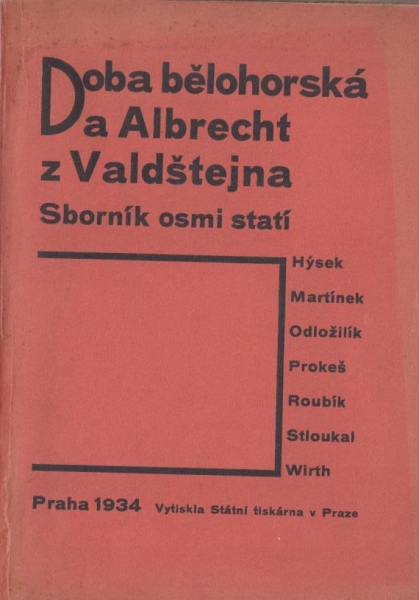 Doba bělohorská
a Albrecht
z Valdštejna
Sborník osmi statí
Hýsek
Martínek
Odložilík
Prokeš
Roubík
Stloukal
Wirth
Praha 1934 Vytiskla Státní tiskárna v Praze